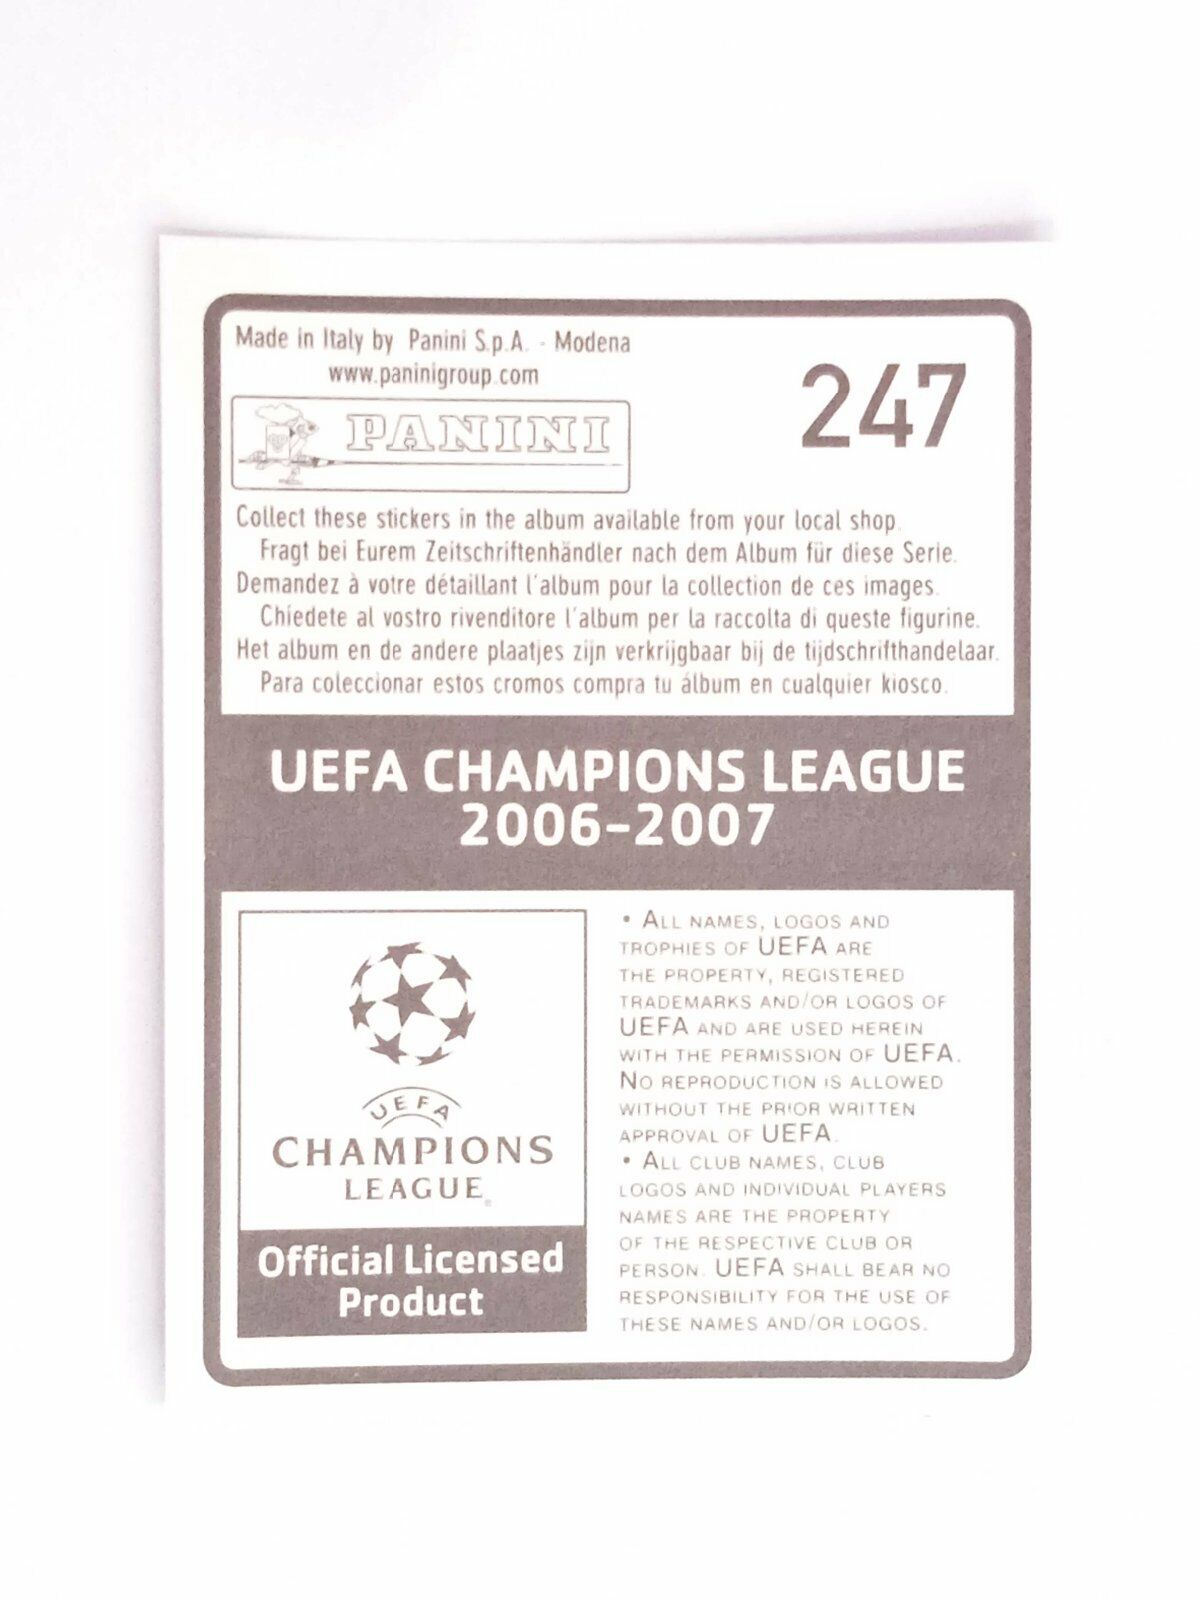 Made in Italy by Panini S.p.A. - Modena
www.paninigroup.com
247
PANINI
Collect these stickers in the album available from your local shop.
Fragt bei Eurem Zeitschriftenhändler nach dem Album für diese Serie.
Demandez à votre détaillant l'album pour la collection de ces images.
Chiedete al vostro rivenditore l'album per la raccolta di queste figurine.
Het album en de andere plaatjes zijn verkrijgbaar bij de tijdschrifthandelaar.
Para coleccionar estos cromos compra tu álbum en cualquier kiosco.
UEFA CHAMPIONS LEAGUE
2006-2007
UEFA
CHAMPIONS
LEAGUE®
Official Licensed
Product
• ALL NAMES, LOGOS AND
TROPHIES OF UEFA ARE
THE PROPERTY, REGISTERED
TRADEMARKS AND/OR LOGOS OF
UEFA AND ARE USED HEREIN
WITH THE PERMISSION OF UEFA.
NO REPRODUCTION IS ALLOWED
WITHOUT THE PRIOR WRITTEN
APPROVAL OF UEFA.
• ALL CLUB NAMES, CLUB
LOGOS AND INDIVIDUAL PLAYERS
NAMES ARE THE PROPERTY
OF THE RESPECTIVE CLUB OR
PERSON. UEFA SHALL BEAR NO
RESPONSIBILITY FOR THE USE OF
THESE NAMES AND/OR LOGOS.